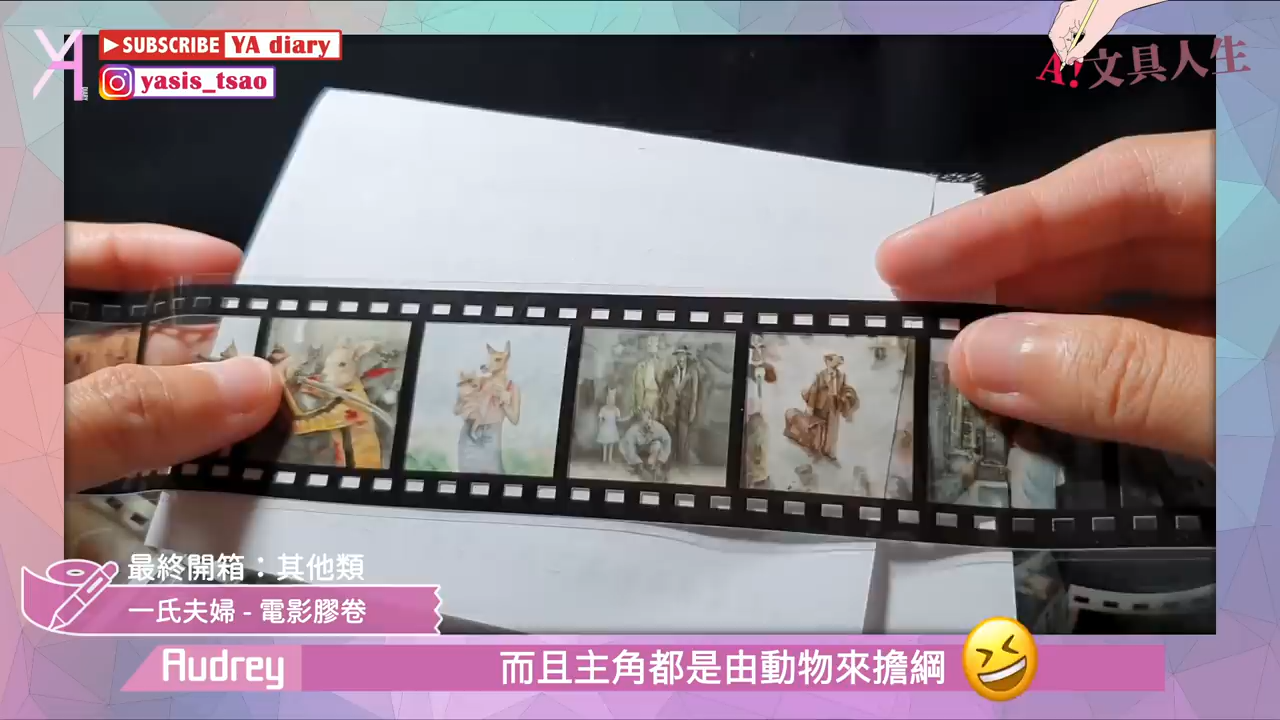 YA
SUBSCRIBE YA diary
yasis_tsao
A!文具人生
最終開箱：其他類
一氏夫婦 - 電影膠卷
Audrey
而且主角都是由動物來擔綱